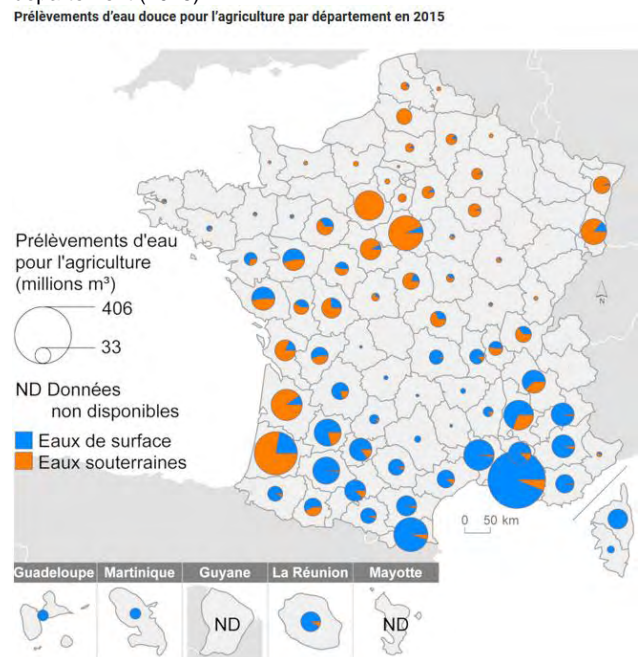 Prélèvements d'eau douce pour l'agriculture par département en 2015
Prélèvements d'eau
pour l'agriculture
(millions m³)
406
33
ND Données
non disponibles
Eaux de surface
Eaux souterraines
N
0 50 km
Guadeloupe Martinique Guyane La Réunion Mayotte
ND ND